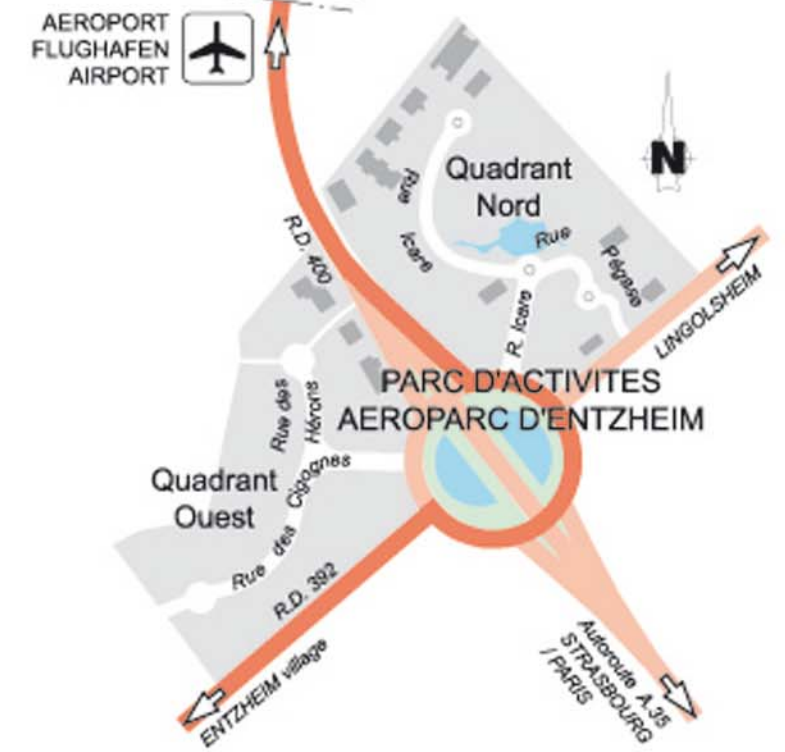 AEROPORT
FLUGHAFEN
AIRPORT
N
Quadrant
Nord
Rue
Icare
Rue
Pégase
R.D. 400
R. Icare
LINGOLSHEIM
PARC D'ACTIVITES
AEROPARC D'ENTZHEIM
Rue des
Hérons
Quadrant
Ouest
Rue des Cigognes
R.D. 392
ENTZHEIM village
Autoroute A.35
STRASBOURG
/ PARIS